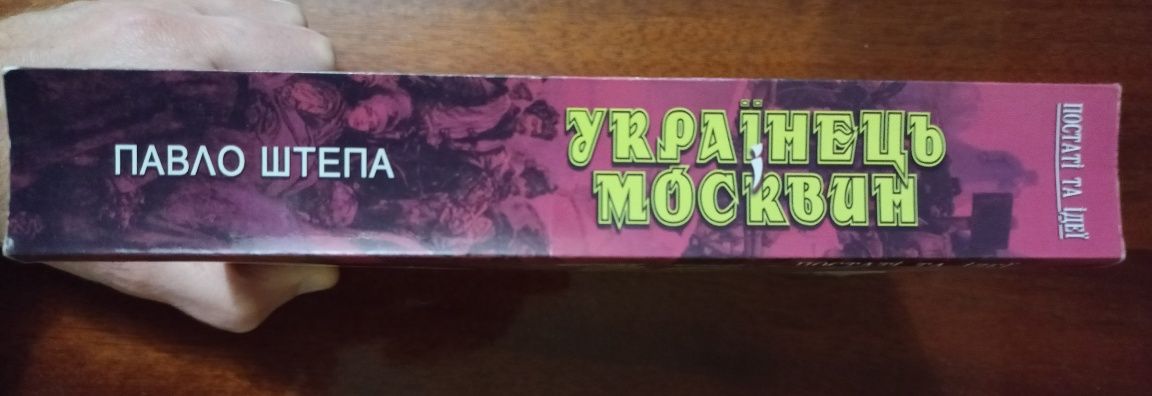 ПАВЛО ШТЕПА
УКРАЇНЕЦЬ
і
МОСКВИН
ПОСТАТІ ТА ІДЕЇ